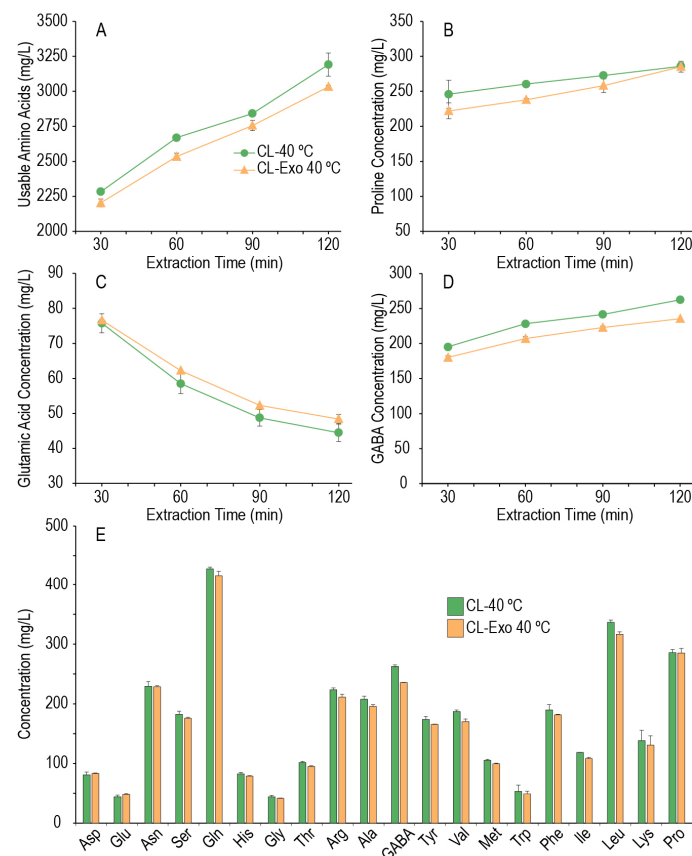 A
Usable Amino Acids (mg/L)
3500
3250
3000
2750
2500
2250
2000
CL-40 ºC
CL-Exo 40 ºC
30 60 90 120
Extraction Time (min)
B
Proline Concentration (mg/L)
350
300
250
200
150
100
50
30 60 90 120
Extraction Time (min)
C
Glutamic Acid Concentration (mg/L)
90
80
70
60
50
40
30
30 60 90 120
Extraction Time (min)
D
GABA Concentration (mg/L)
300
250
200
150
100
50
0
30 60 90 120
Extraction Time (min)
E
Concentration (mg/L)
500
400
300
200
100
0
CL-40 ºC
CL-Exo 40 ºC
Asp Glu Asn Ser Gln His Gly Thr Arg Ala GABA Tyr Val Met Trp Phe Ile Leu Lys Pro